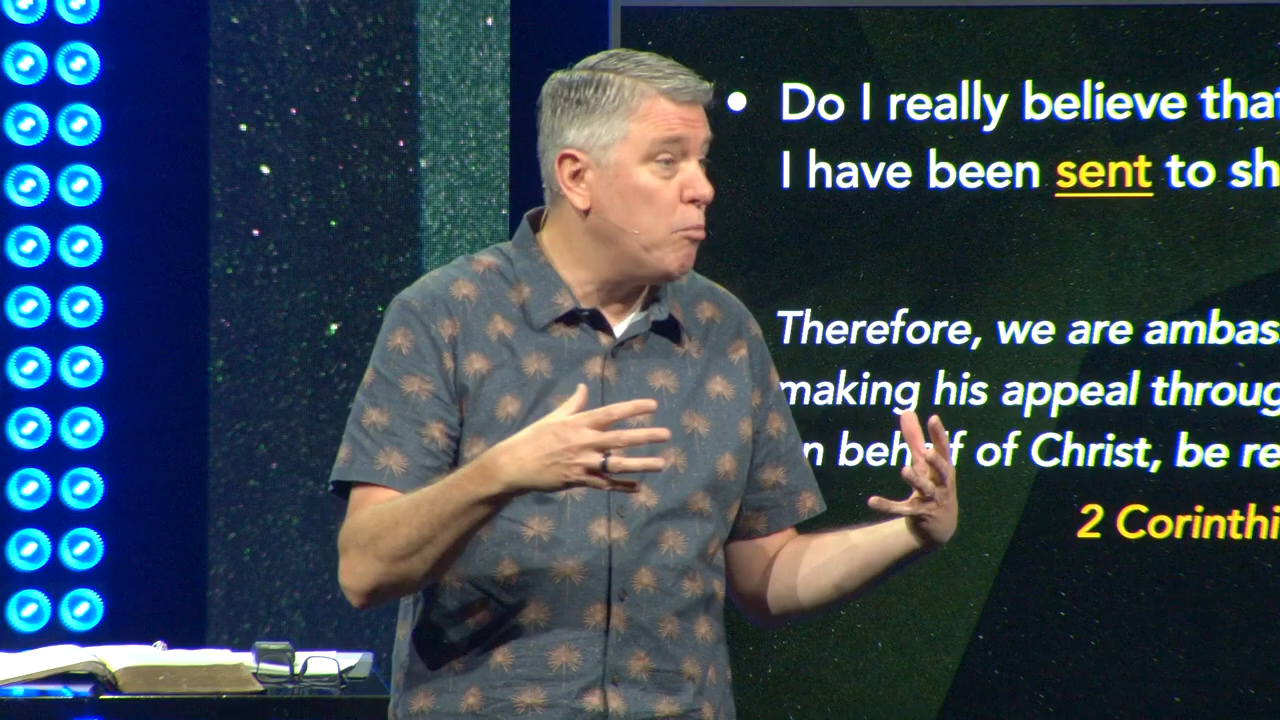 • Do I really believe that
I have been sent to sh
Therefore, we are ambas
making his appeal throug
n behalf of Christ, be re
2 Corinthi